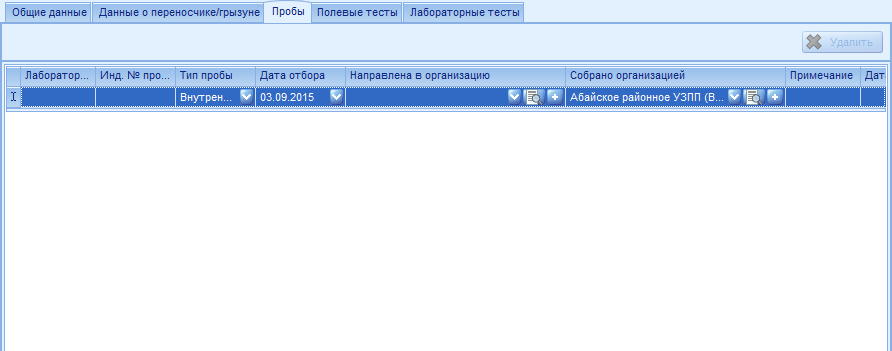 Общие данные Данные о переносчике/грызуне Пробы Полевые тесты Лабораторные тесты
Удалить
Лаборатор... Инд. № про... Тип пробы Дата отбора Направлена в организацию Собрано организацией Примечание Дат
Внутрен... 03.09.2015 Абайское районное УЗПП (В...